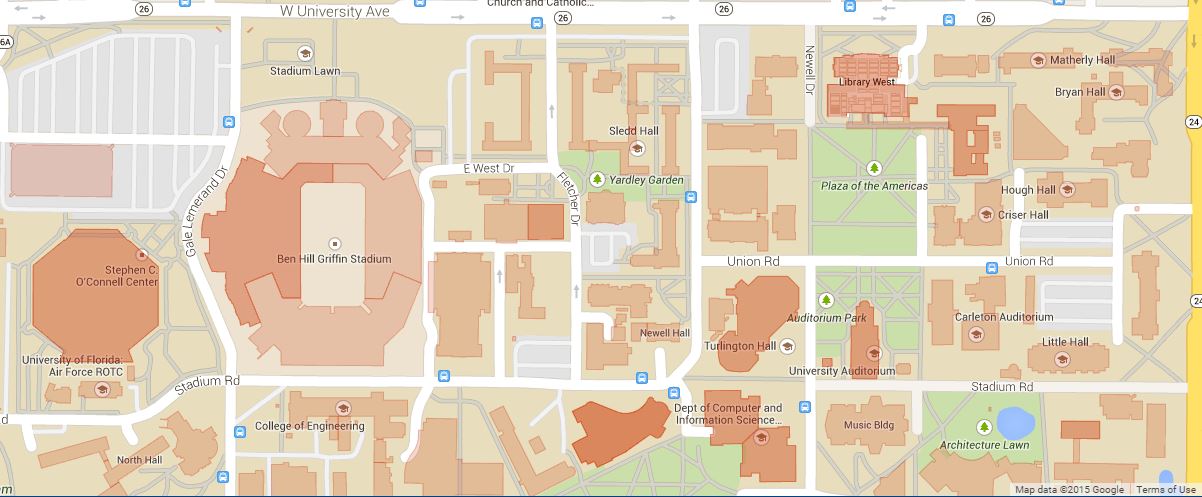 Church and Catholic...
W University Ave
26
26
26
26
26A
Stadium Lawn
Newell Dr
Library West
Matherly Hall
Bryan Hall
24
Sledd Hall
E West Dr
Yardley Garden
Plaza of the Americas
Fletcher Dr
Gale Lemerand Dr
Hough Hall
Criser Hall
Ben Hill Griffin Stadium
Union Rd
Union Rd
Stephen C.
O'Connell Center
Auditorium Park
Carleton Auditorium
Newell Hall
Turlington Hall
Little Hall
University of Florida:
Air Force ROTC
University Auditorium
Stadium Rd
Stadium Rd
Dept of Computer and
Information Science...
College of Engineering
Music Bldg
Architecture Lawn
North Hall
Map data ©2015 Google
Terms of Use